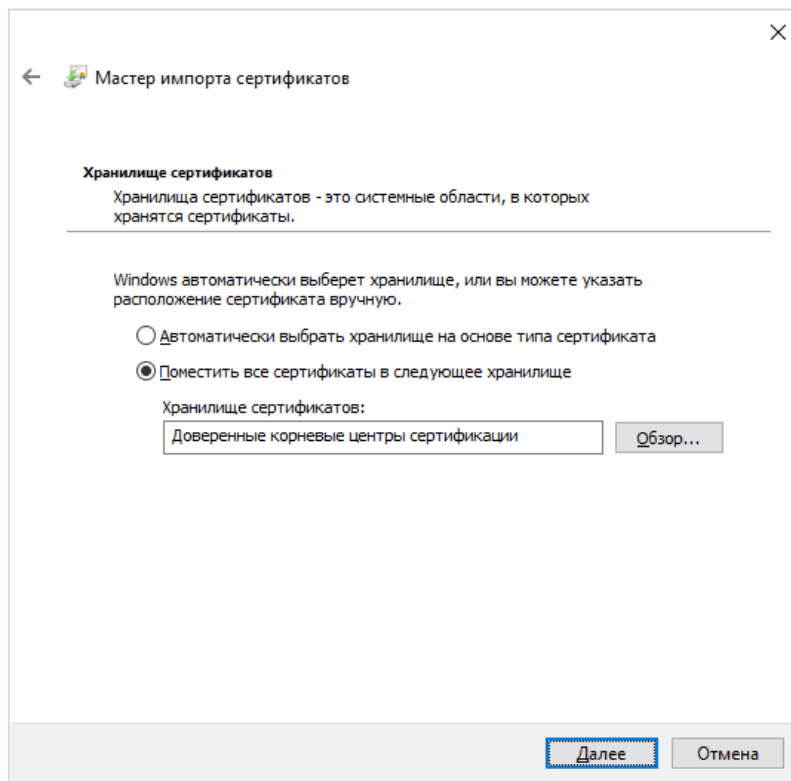 Мастер импорта сертификатов
Хранилище сертификатов
Хранилища сертификатов - это системные области, в которых
хранятся сертификаты.
Windows автоматически выберет хранилище, или вы можете указать
расположение сертификата вручную.
Автоматически выбрать хранилище на основе типа сертификата
Поместить все сертификаты в следующее хранилище
Хранилище сертификатов:
Доверенные корневые центры сертификации
Обзор...
Далее
Отмена